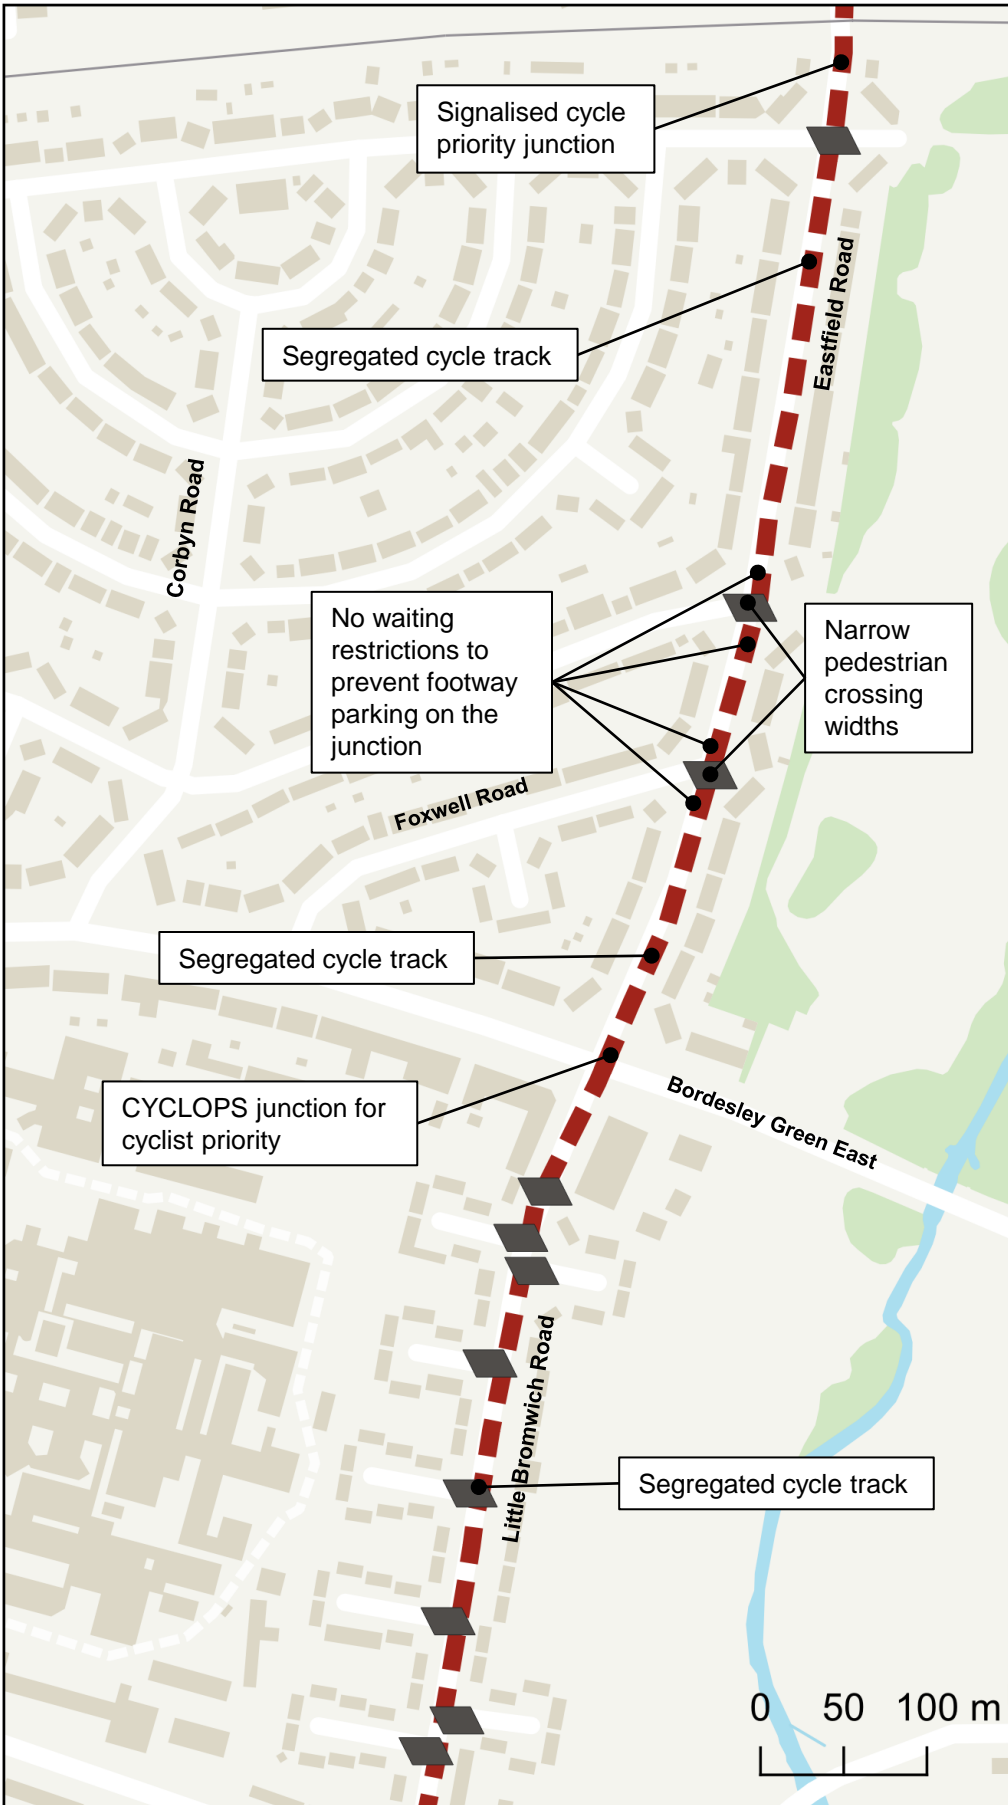 Signalised cycle
priority junction
Eastfield Road
Segregated cycle track
Corbyn Road
No waiting
restrictions to
prevent footway
parking on the
junction
Narrow
pedestrian
crossing
widths
Foxwell Road
Segregated cycle track
CYCLOPS junction for
cyclist priority
Bordesley Green East
Little Bromwich Road
Segregated cycle track
0 50 100 m